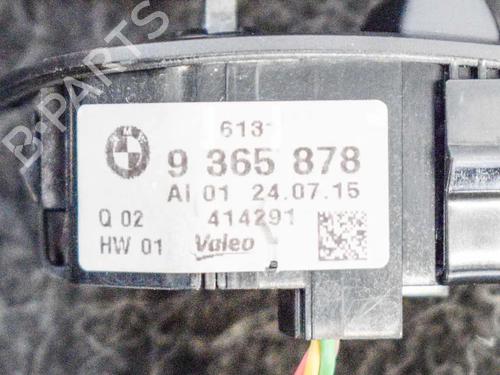 B-PARTS
6131
9 365 878
AI 01 24.07.15
Q 02 414291
HW 01 Valeo